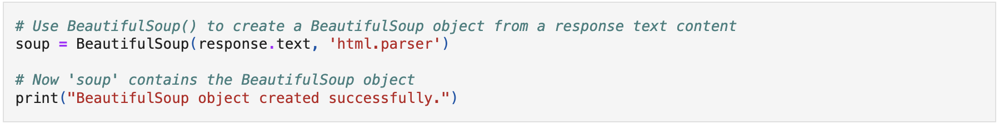 # Use BeautifulSoup() to create a BeautifulSoup object from a response text content
soup = BeautifulSoup(response.text, 'html.parser')
# Now 'soup' contains the BeautifulSoup object
print("BeautifulSoup object created successfully.")